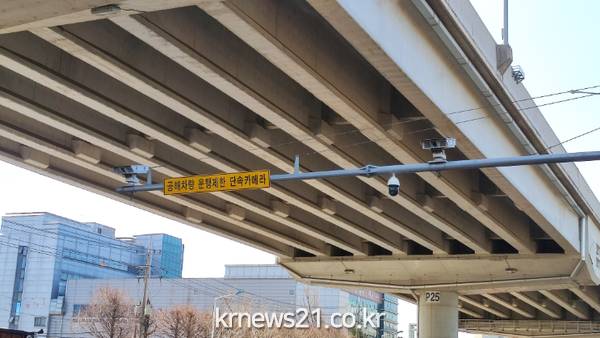 공해차량 운행제한 단속카메라
P25
krnews21.co.kr